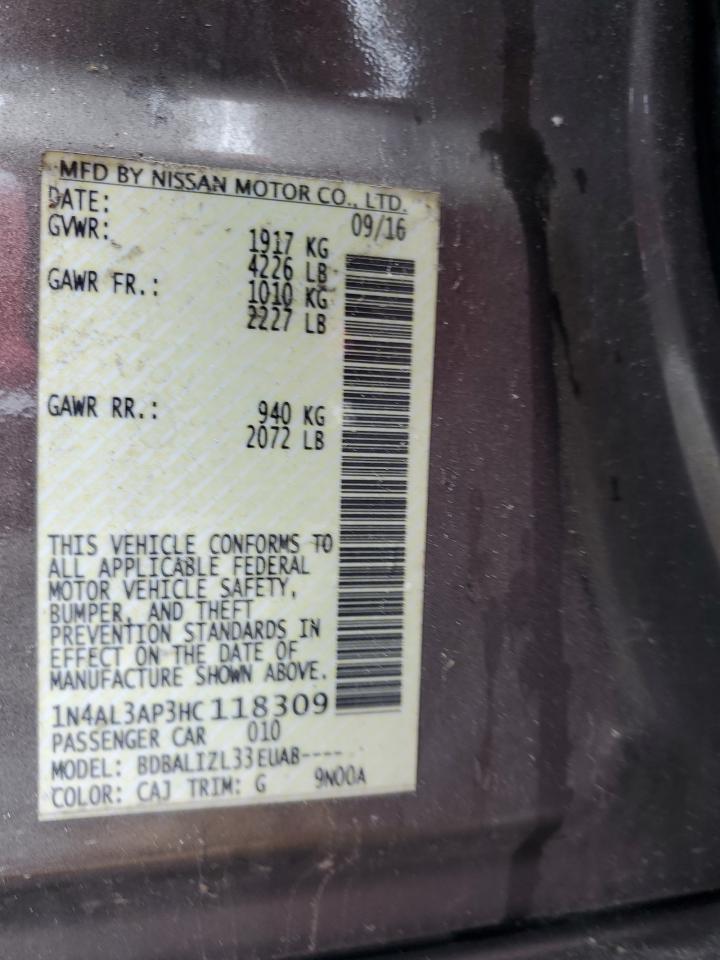 MFD BY NISSAN MOTOR CO., LTD.
DATE: 09/16
GVWR: 1917 KG
4226 LB
GAWR FR.: 1010 KG
2227 LB
GAWR RR.: 940 KG
2072 LB
THIS VEHICLE CONFORMS TO
ALL APPLICABLE FEDERAL
MOTOR VEHICLE SAFETY,
BUMPER, AND THEFT
PREVENTION STANDARDS IN
EFFECT ON THE DATE OF
MANUFACTURE SHOWN ABOVE.
1N4AL3AP3HC118309
PASSENGER CAR 010
MODEL: BDBALIZL33EUAB----
COLOR: CAJ TRIM: G 9N00A